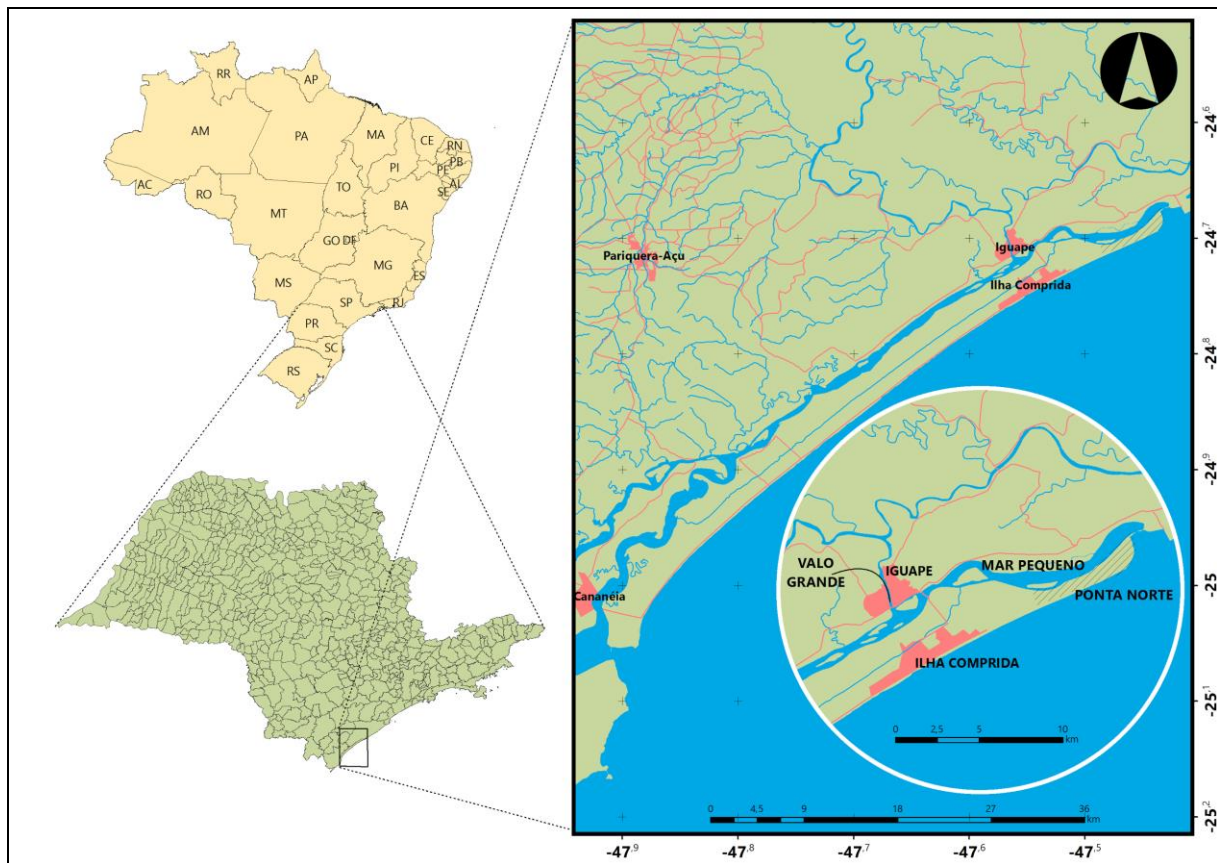 RR
AP
AM
PA
MA
CE
RN
PB
PE
AL
SE
PI
AC
RO
TO
BA
MT
GO DF
MG
ES
MS
SP
RJ
PR
SC
RS
-24.6
-24.7
-24.8
-24.9
-25
-25.1
-25.2
Iguape
Pariquera-Açu
Ilha Comprida
Cananéia
VALO
GRANDE
IGUAPE
MAR PEQUENO
PONTA NORTE
ILHA COMPRIDA
0 2,5 5 10
km
0 4.5 9 18 27 36
km
-47.9 -47.8 -47.7 -47.6 -47.5